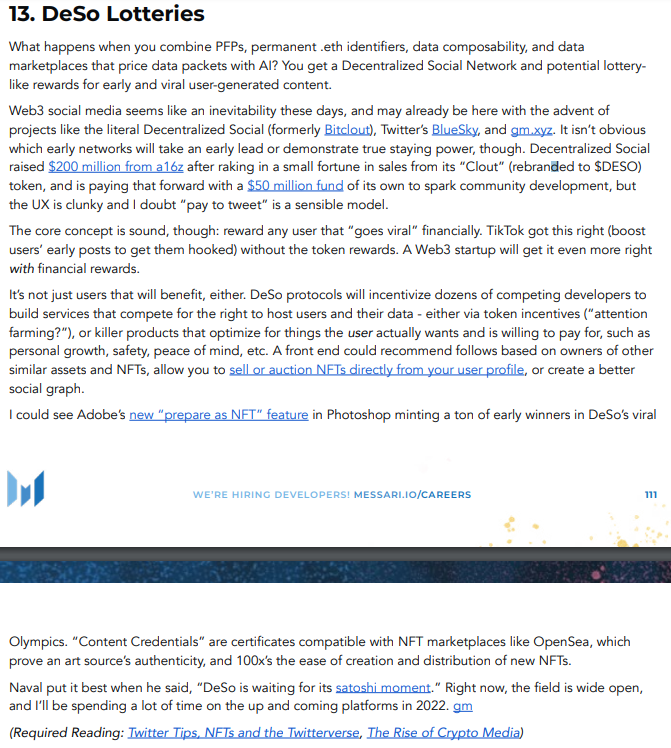 13. DeSo Lotteries
What happens when you combine PFPs, permanent .eth identifiers, data composability, and data
marketplaces that price data packets with AI? You get a Decentralized Social Network and potential lottery-
like rewards for early and viral user-generated content.
Web3 social media seems like an inevitability these days, and may already be here with the advent of
projects like the literal Decentralized Social (formerly Bitclout), Twitter’s BlueSky, and gm.xyz. It isn’t obvious
which early networks will take an early lead or demonstrate true staying power, though. Decentralized Social
raised $200 million from a16z after raking in a small fortune in sales from its “Clout” (rebranded to $DESO)
token, and is paying that forward with a $50 million fund of its own to spark community development, but
the UX is clunky and I doubt “pay to tweet” is a sensible model.
The core concept is sound, though: reward any user that “goes viral” financially. TikTok got this right (boost
users’ early posts to get them hooked) without the token rewards. A Web3 startup will get it even more right
with financial rewards.
It’s not just users that will benefit, either. DeSo protocols will incentivize dozens of competing developers to
build services that compete for the right to host users and their data - either via token incentives (“attention
farming?”), or killer products that optimize for things the user actually wants and is willing to pay for, such as
personal growth, safety, peace of mind, etc. A front end could recommend follows based on owners of other
similar assets and NFTs, allow you to sell or auction NFTs directly from your user profile, or create a better
social graph.
I could see Adobe’s new “prepare as NFT” feature in Photoshop minting a ton of early winners in DeSo’s viral
WE’RE HIRING DEVELOPERS! MESSARI.IO/CAREERS
111
Olympics. “Content Credentials” are certificates compatible with NFT marketplaces like OpenSea, which
prove an art source’s authenticity, and 100x’s the ease of creation and distribution of new NFTs.
Naval put it best when he said, “DeSo is waiting for its satoshi moment.” Right now, the field is wide open,
and I’ll be spending a lot of time on the up and coming platforms in 2022. gm
(Required Reading: Twitter Tips, NFTs and the Twitterverse, The Rise of Crypto Media)